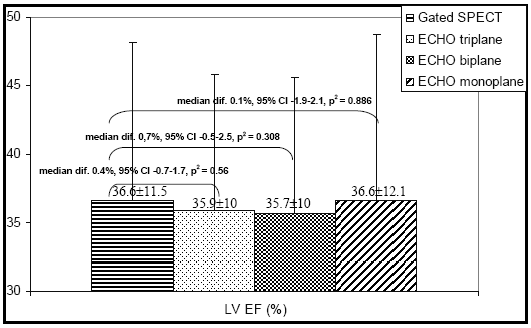 50
Gated SPECT
ECHO triplane
ECHO biplane
ECHO monoplane
45
median dif. 0.1%, 95% CI -1.9-2.1, p² = 0.886
median dif. 0,7%, 95% CI -0.5-2.5, p² = 0.308
40
median dif. 0.4%, 95% CI -0.7-1.7, p² = 0.56
36.6±11.5
35.9±10
35.7±10
36.6±12.1
35
30
LV EF (%)